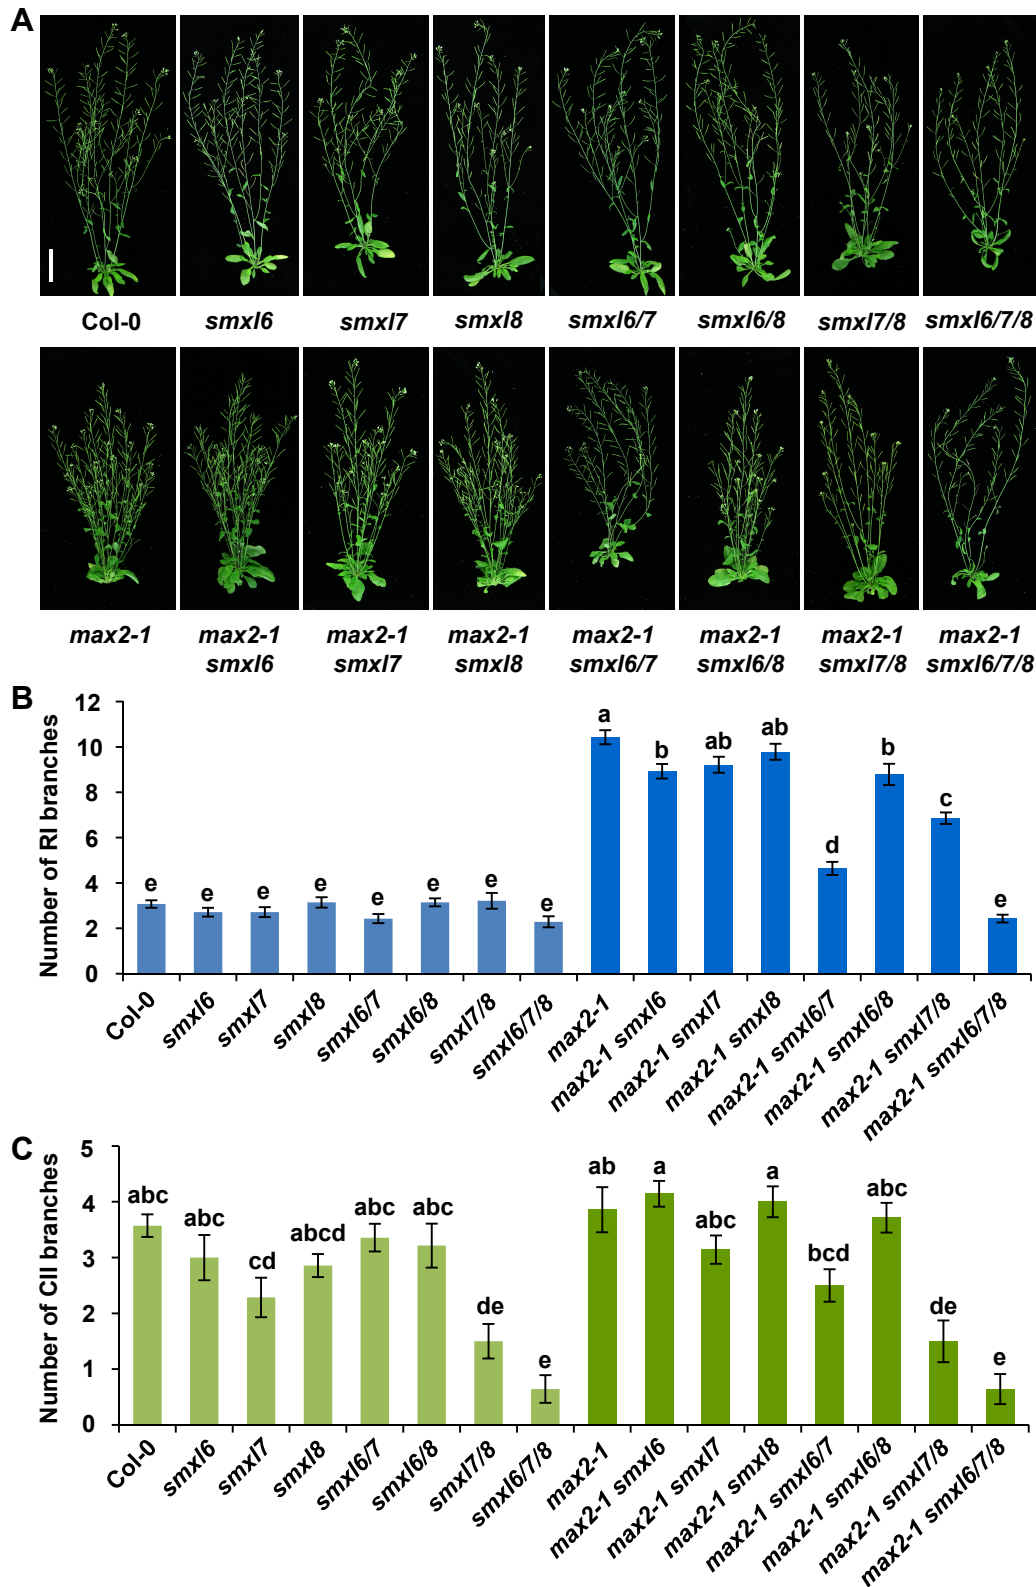 A
Col-0 smxl6 smxl7 smxl8 smxl6/7 smxl6/8 smxl7/8 smxl6/7/8
max2-1 max2-1 max2-1 max2-1 max2-1 max2-1 max2-1 max2-1
smxl6 smxl7 smxl8 smxl6/7 smxl6/8 smxl7/8 smxl6/7/8
B
Number of RI branches
12
10
8
6
4
2
0
e e e e e e e e a b ab ab d b c e
Col-0 smxl6 smxl7 smxl8 smxl6/7 smxl6/8 smxl7/8 smxl6/7/8 max2-1 max2-1 smxl6 max2-1 smxl7 max2-1 smxl8 max2-1 smxl6/7 max2-1 smxl6/8 max2-1 smxl7/8 max2-1 smxl6/7/8
C
Number of CII branches
5
4
3
2
1
0
abc abc cd abcd abc abc de e ab a abc a bcd abc de e
Col-0 smxl6 smxl7 smxl8 smxl6/7 smxl6/8 smxl7/8 smxl6/7/8 max2-1 max2-1 smxl6 max2-1 smxl7 max2-1 smxl8 max2-1 smxl6/7 max2-1 smxl6/8 max2-1 smxl7/8 max2-1 smxl6/7/8